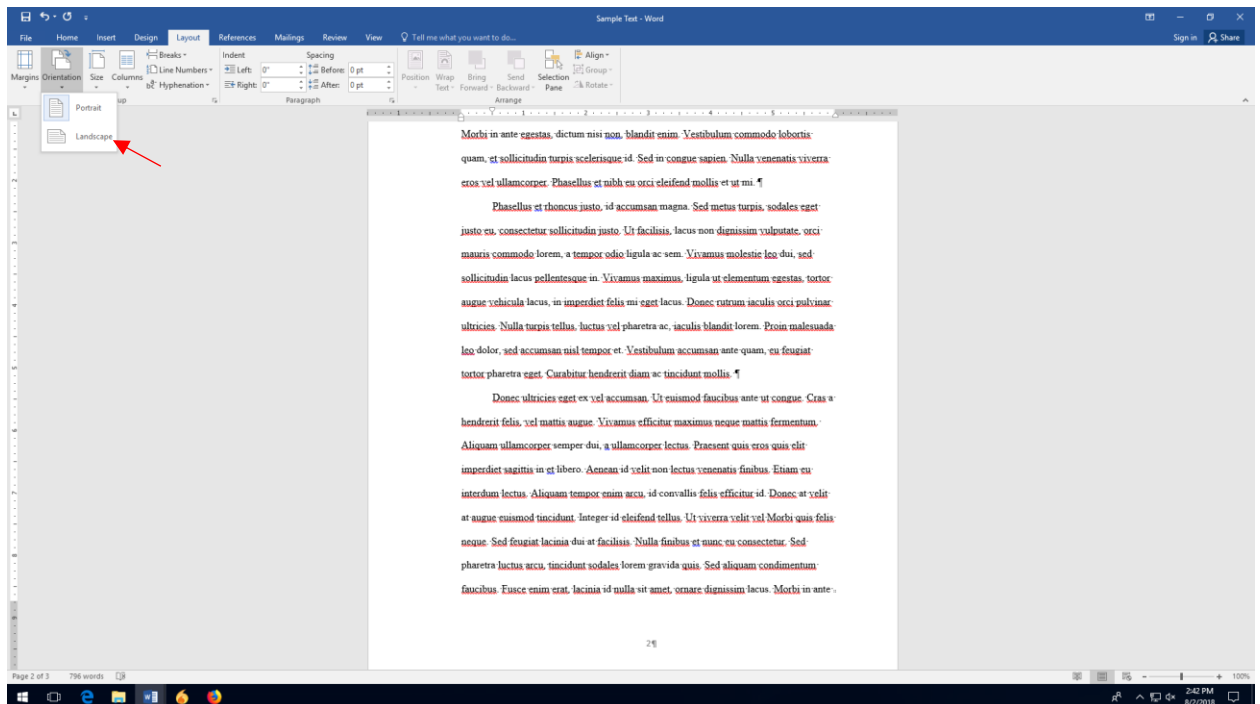 Sample Text - Word
File Home Insert Design Layout References Mailings Review View Tell me what you want to do... Sign in Share
Margins Orientation Size Columns
Breaks
Line Numbers
Hyphenation
Indent Spacing
Left: 0" Before: 0 pt
Right: 0" After: 0 pt
Paragraph
Position Wrap Text Bring Forward Send Backward Selection Pane
Align
Group
Rotate
Arrange
Portrait
Landscape
Morbi in ante egestas, dictum nisi non, blandit enim. Vestibulum commodo lobortis
quam, et sollicitudin turpis scelerisque id. Sed in congue sapien. Nulla venenatis viverra
eros vel ullamcorper. Phasellus et nibh eu orci eleifend mollis et ut mi. ¶
Phasellus et rhoncus justo, id accumsan magna. Sed metus turpis, sodales eget
justo eu, consectetur sollicitudin justo. Ut facilisis, lacus non dignissim vulputate, orci
mauris commodo lorem, a tempor odio ligula ac sem. Vivamus molestie leo dui, sed
sollicitudin lacus pellentesque in. Vivamus maximus, ligula ut elementum egestas, tortor
augue vehicula lacus, in imperdiet felis mi eget lacus. Donec rutrum iaculis orci pulvinar
ultricies. Nulla turpis tellus, luctus vel pharetra ac, iaculis blandit lorem. Proin malesuada
leo dolor, sed accumsan nisl tempor et. Vestibulum accumsan ante quam, eu feugiat
tortor pharetra eget. Curabitur hendrerit diam ac tincidunt mollis. ¶
Donec ultricies eget ex vel accumsan. Ut euismod faucibus ante ut congue. Cras a
hendrerit felis, vel mattis augue. Vivamus efficitur maximus neque mattis fermentum.
Aliquam ullamcorper semper dui, a ullamcorper lectus. Praesent quis eros quis elit
imperdiet sagittis in et libero. Aenean id velit non lectus venenatis finibus. Etiam eu
interdum lectus. Aliquam tempor enim arcu, id convallis felis efficitur id. Donec at velit
at augue euismod tincidunt. Integer id eleifend tellus. Ut viverra velit vel Morbi quis felis
neque. Sed feugiat lacinia dui at facilisis. Nulla finibus et nunc eu consectetur. Sed
pharetra luctus arcu, tincidunt sodales lorem gravida quis. Sed aliquam condimentum
faucibus. Fusce enim erat, lacinia id nulla sit amet, ornare dignissim lacus. Morbi in ante
2¶
Page 2 of 3 796 words 100%
2:42 PM
8/2/2018